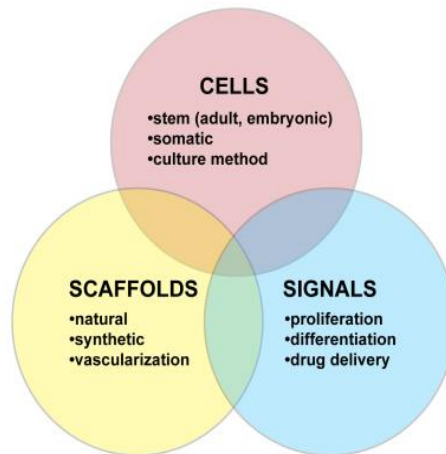 CELLS
•stem (adult, embryonic)
•somatic
•culture method
SCAFFOLDS
•natural
•synthetic
•vascularization
SIGNALS
•proliferation
•differentiation
•drug delivery